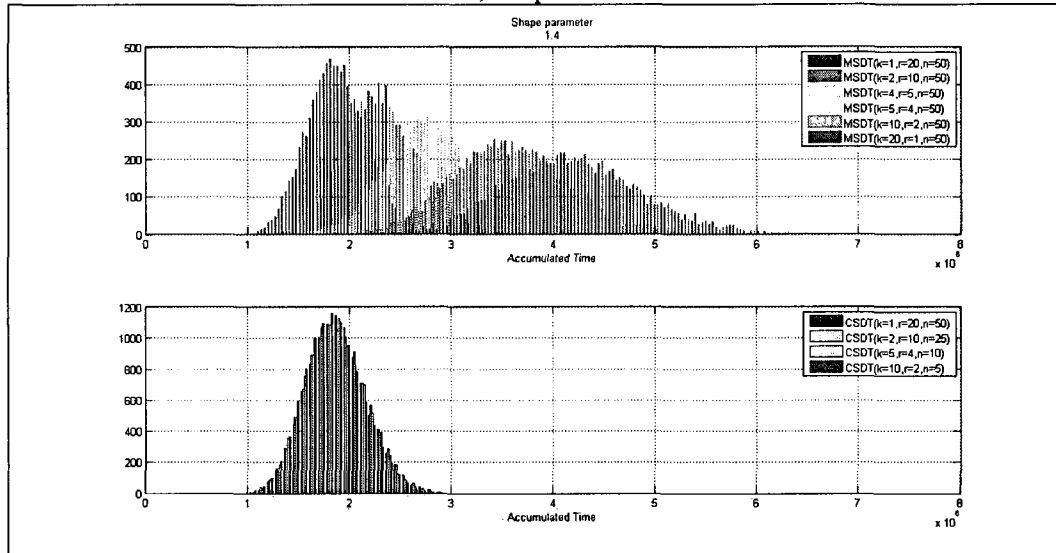 Shape parameter
1.4
500
400
300
200
100
0
0 1 2 3 4 5 6 7 8
Accumulated Time
x 10^6
MSDT(k=1,r=20,n=50)
MSDT(k=2,r=10,n=50)
MSDT(k=4,r=5,n=50)
MSDT(k=5,r=4,n=50)
MSDT(k=10,r=2,n=50)
MSDT(k=20,r=1,n=50)
1200
1000
800
600
400
200
0
0 1 2 3 4 5 6 7 8
Accumulated Time
x 10^6
CSDT(k=1,r=20,n=50)
CSDT(k=2,r=10,n=25)
CSDT(k=5,r=4,n=10)
CSDT(k=10,r=2,n=5)